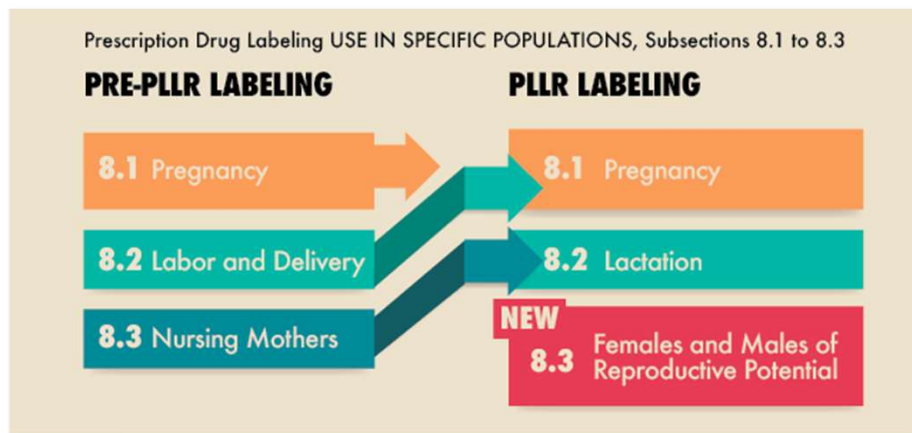 Prescription Drug Labeling USE IN SPECIFIC POPULATIONS, Subsections 8.1 to 8.3
PRE-PLLR LABELING
8.1 Pregnancy
8.2 Labor and Delivery
8.3 Nursing Mothers
PLLR LABELING
8.1 Pregnancy
8.2 Lactation
NEW
8.3 Females and Males of
Reproductive Potential